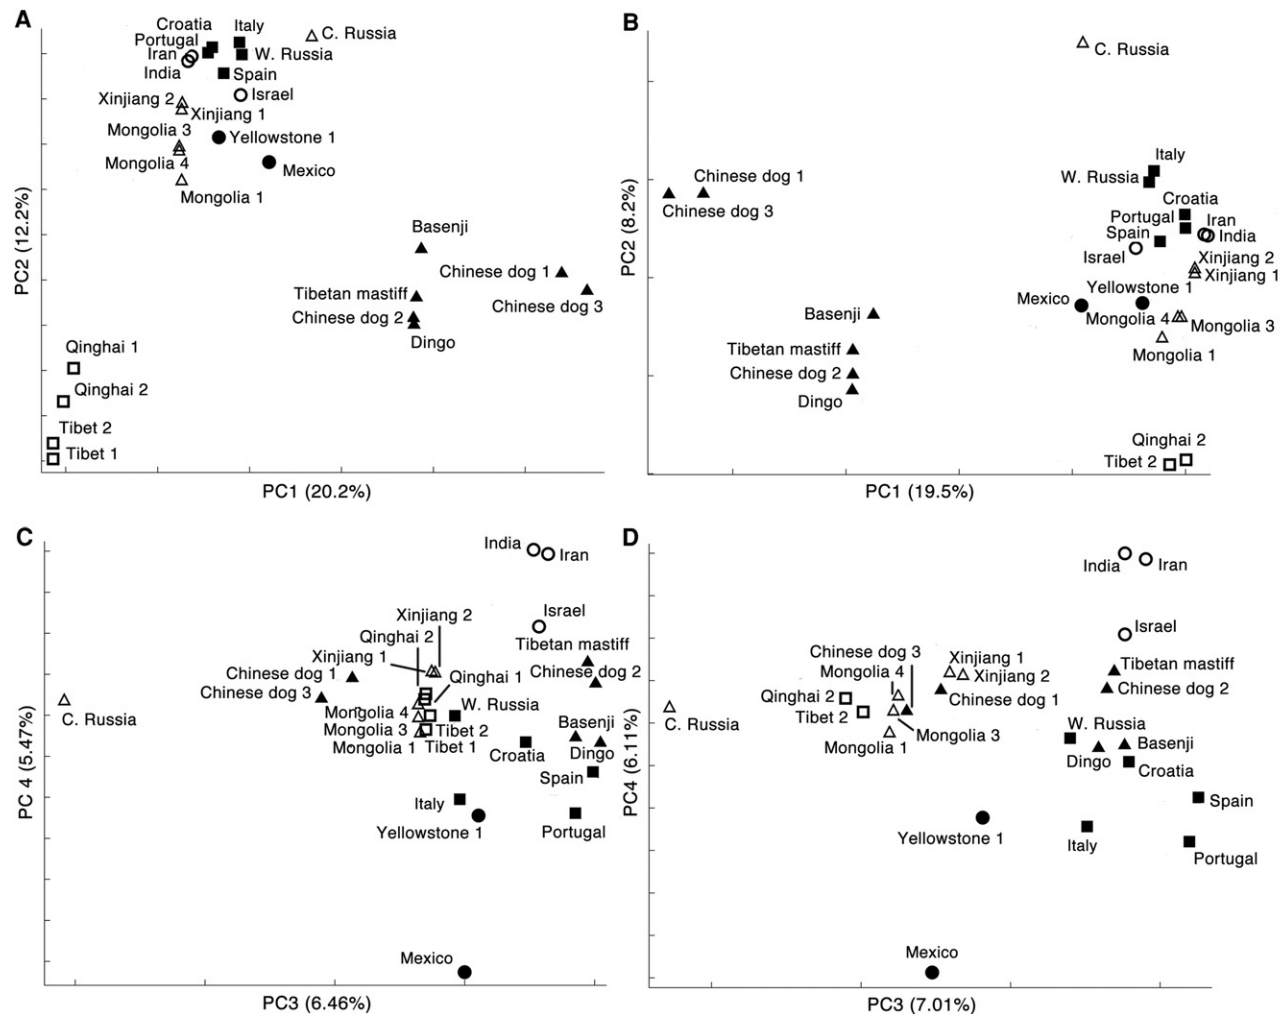 A
Croatia
Italy
C. Russia
Portugal
Iran
W. Russia
India
Spain
Xinjiang 2
Israel
Xinjiang 1
Mongolia 3
Yellowstone 1
Mongolia 4
Mexico
Mongolia 1
Basenji
Chinese dog 1
Tibetan mastiff
Chinese dog 3
Chinese dog 2
Dingo
Qinghai 1
Qinghai 2
Tibet 2
Tibet 1
PC2 (12.2%)
PC1 (20.2%)
B
C. Russia
Italy
Chinese dog 1
W. Russia
Croatia
Chinese dog 3
Portugal
Iran
Spain
India
Israel
Xinjiang 2
Xinjiang 1
Yellowstone 1
Mexico
Basenji
Mongolia 4
Mongolia 3
Tibetan mastiff
Mongolia 1
Chinese dog 2
Dingo
Qinghai 2
Tibet 2
PC2 (8.2%)
PC1 (19.5%)
C
India
Iran
Xinjiang 2
Israel
Qinghai 2
Tibetan mastiff
Xinjiang 1
Chinese dog 1
Qinghai 1
Chinese dog 2
Chinese dog 3
W. Russia
C. Russia
Mongolia 4
Basenji
Mongolia 3
Tibet 2
Mongolia 1
Tibet 1
Croatia
Dingo
Spain
Italy
Yellowstone 1
Portugal
Mexico
PC 4 (5.47%)
PC3 (6.46%)
D
India
Iran
Israel
Chinese dog 3
Xinjiang 1
Mongolia 4
Tibetan mastiff
Xinjiang 2
Qinghai 2
Chinese dog 2
Chinese dog 1
Tibet 2
C. Russia
W. Russia
Mongolia 3
Mongolia 1
Basenji
Dingo
Croatia
Spain
Yellowstone 1
Italy
Portugal
Mexico
PC4 (6.11%)
PC3 (7.01%)